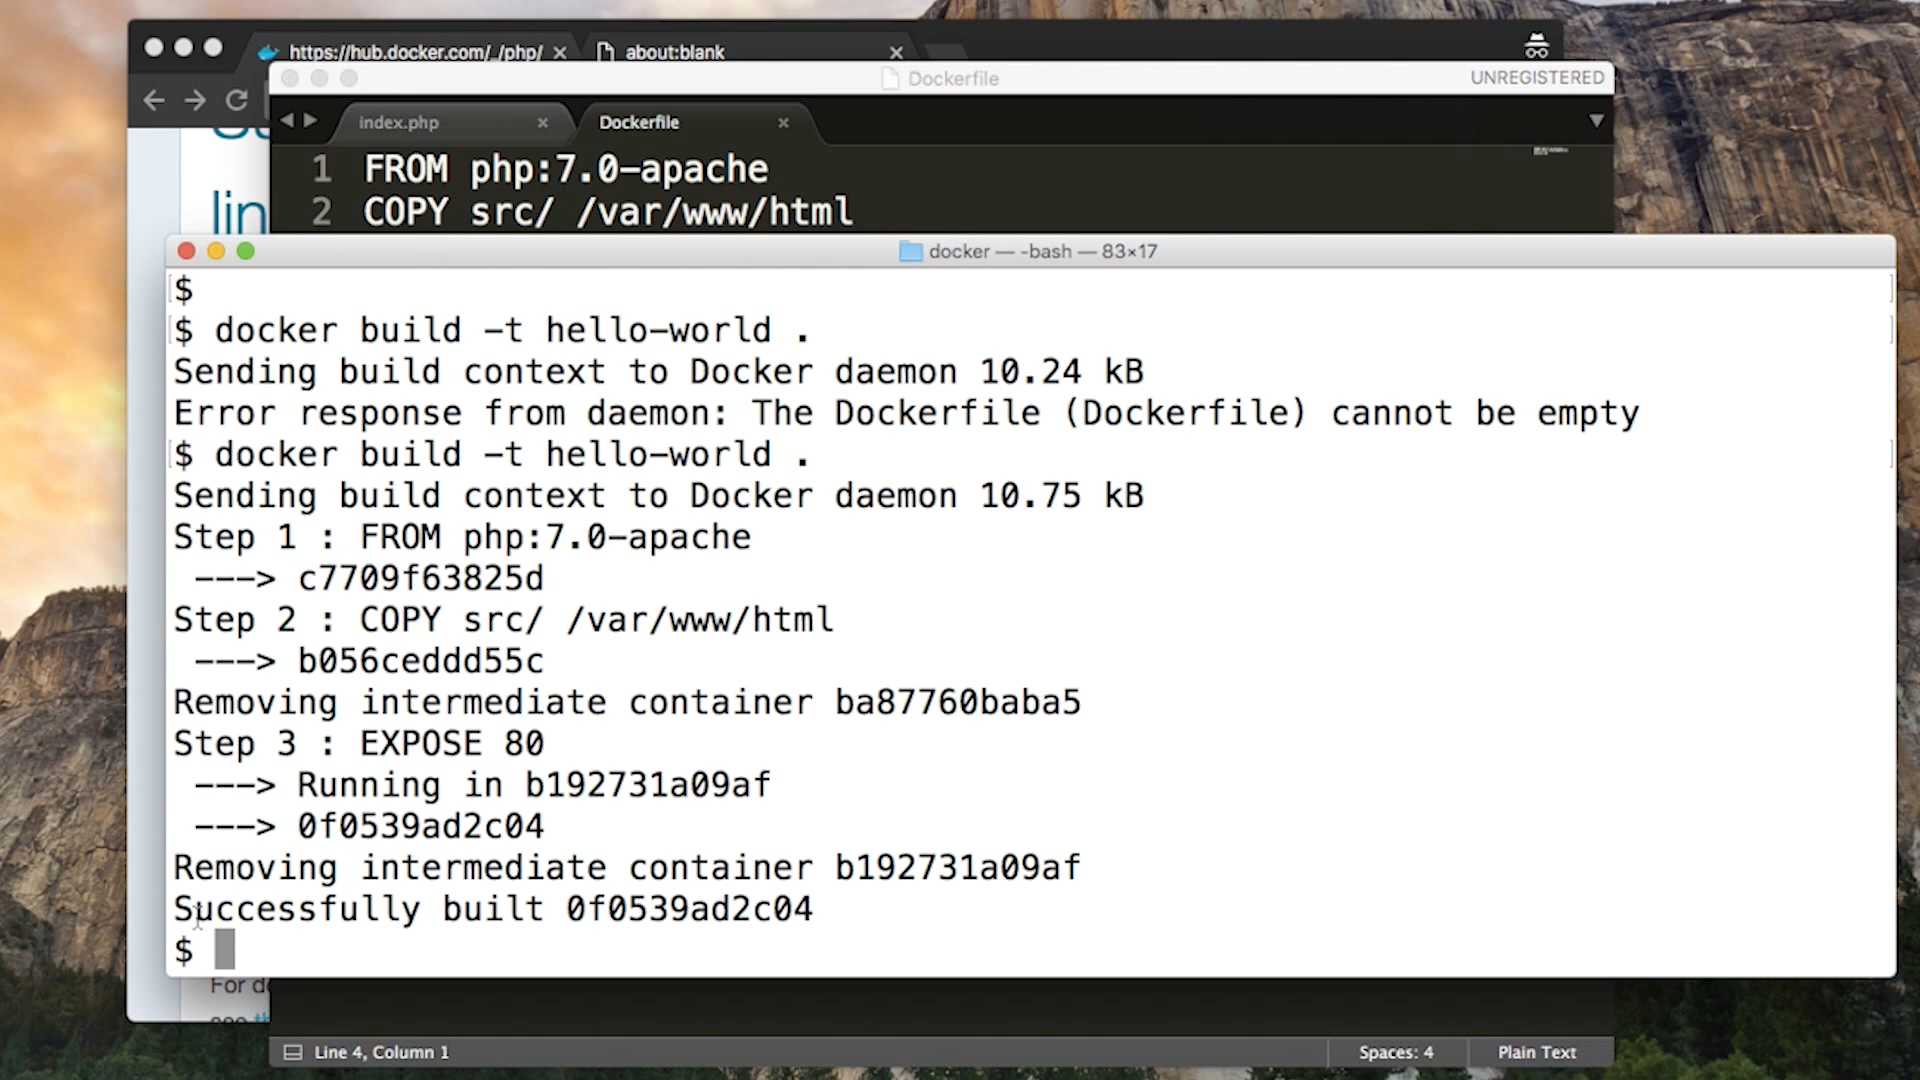 https://hub.docker.com/_/php/
about:blank
Dockerfile
UNREGISTERED
index.php
Dockerfile
1 FROM php:7.0-apache
2 COPY src/ /var/www/html
lin
docker — -bash — 83×17
$
$ docker build -t hello-world .
Sending build context to Docker daemon 10.24 kB
Error response from daemon: The Dockerfile (Dockerfile) cannot be empty
$ docker build -t hello-world .
Sending build context to Docker daemon 10.75 kB
Step 1 : FROM php:7.0-apache
---> c7709f63825d
Step 2 : COPY src/ /var/www/html
---> b056ceddd55c
Removing intermediate container ba87760baba5
Step 3 : EXPOSE 80
---> Running in b192731a09af
---> 0f0539ad2c04
Removing intermediate container b192731a09af
Successfully built 0f0539ad2c04
$
For de
Line 4, Column 1
Spaces: 4
Plain Text